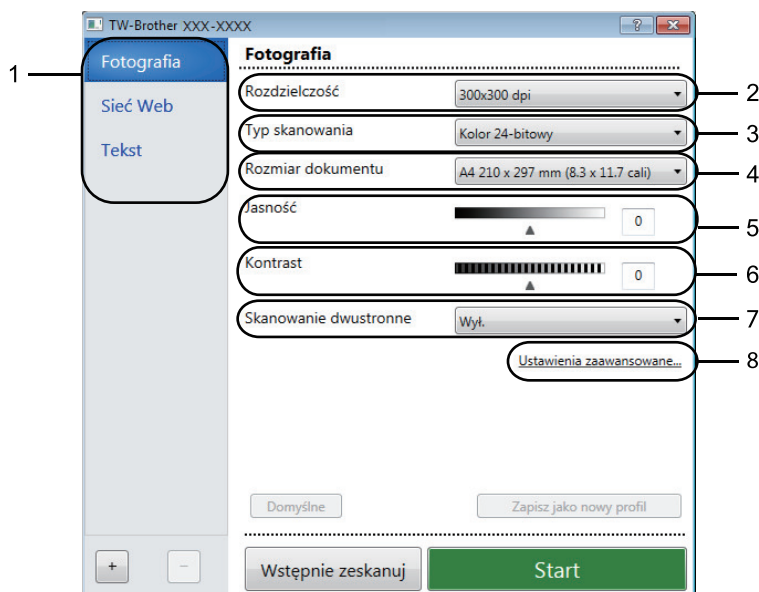 TW-Brother XXX-XXXX
?
1
Fotografia
Sieć Web
Tekst
Fotografia
Rozdzielczość 300x300 dpi 2
Typ skanowania Kolor 24-bitowy 3
Rozmiar dokumentu A4 210 x 297 mm (8.3 x 11.7 cali) 4
Jasność 0 5
Kontrast 0 6
Skanowanie dwustronne Wył. 7
Ustawienia zaawansowane... 8
Domyślne Zapisz jako nowy profil
+ −
Wstępnie zeskanuj Start